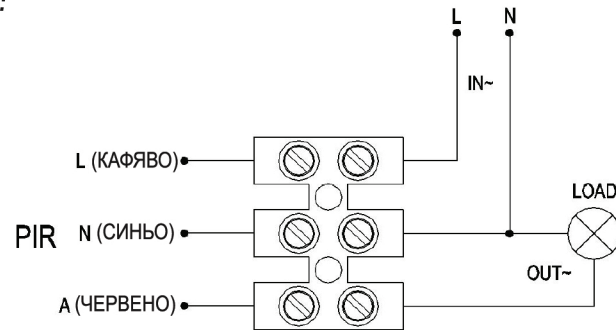 :
L N
IN~
L (КАФЯВО)
LOAD
PIR N (СИНЬО)
OUT~
A (ЧЕРВЕНО)